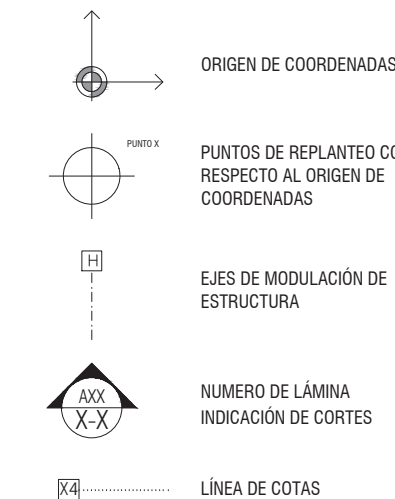 ORIGEN DE COORDENADAS
PUNTO X
PUNTOS DE REPLANTEO
RESPECTO AL ORIGEN DE
COORDENADAS
H
EJES DE MODULACIÓN DE
ESTRUCTURA
AXX
X-X
NUMERO DE LÁMINA
INDICACIÓN DE CORTES
X4
LÍNEA DE COTAS